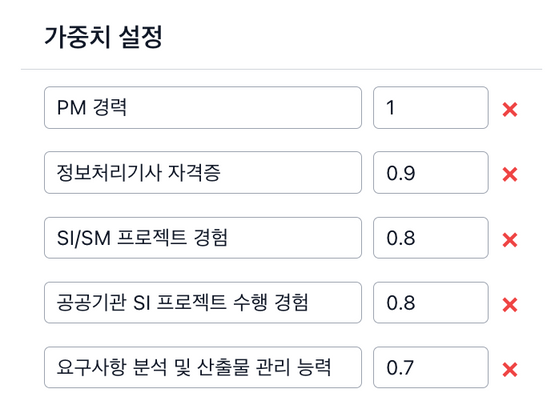 가중치 설정
PM 경력 1
정보처리기사 자격증 0.9
SI/SM 프로젝트 경험 0.8
공공기관 SI 프로젝트 수행 경험 0.8
요구사항 분석 및 산출물 관리 능력 0.7